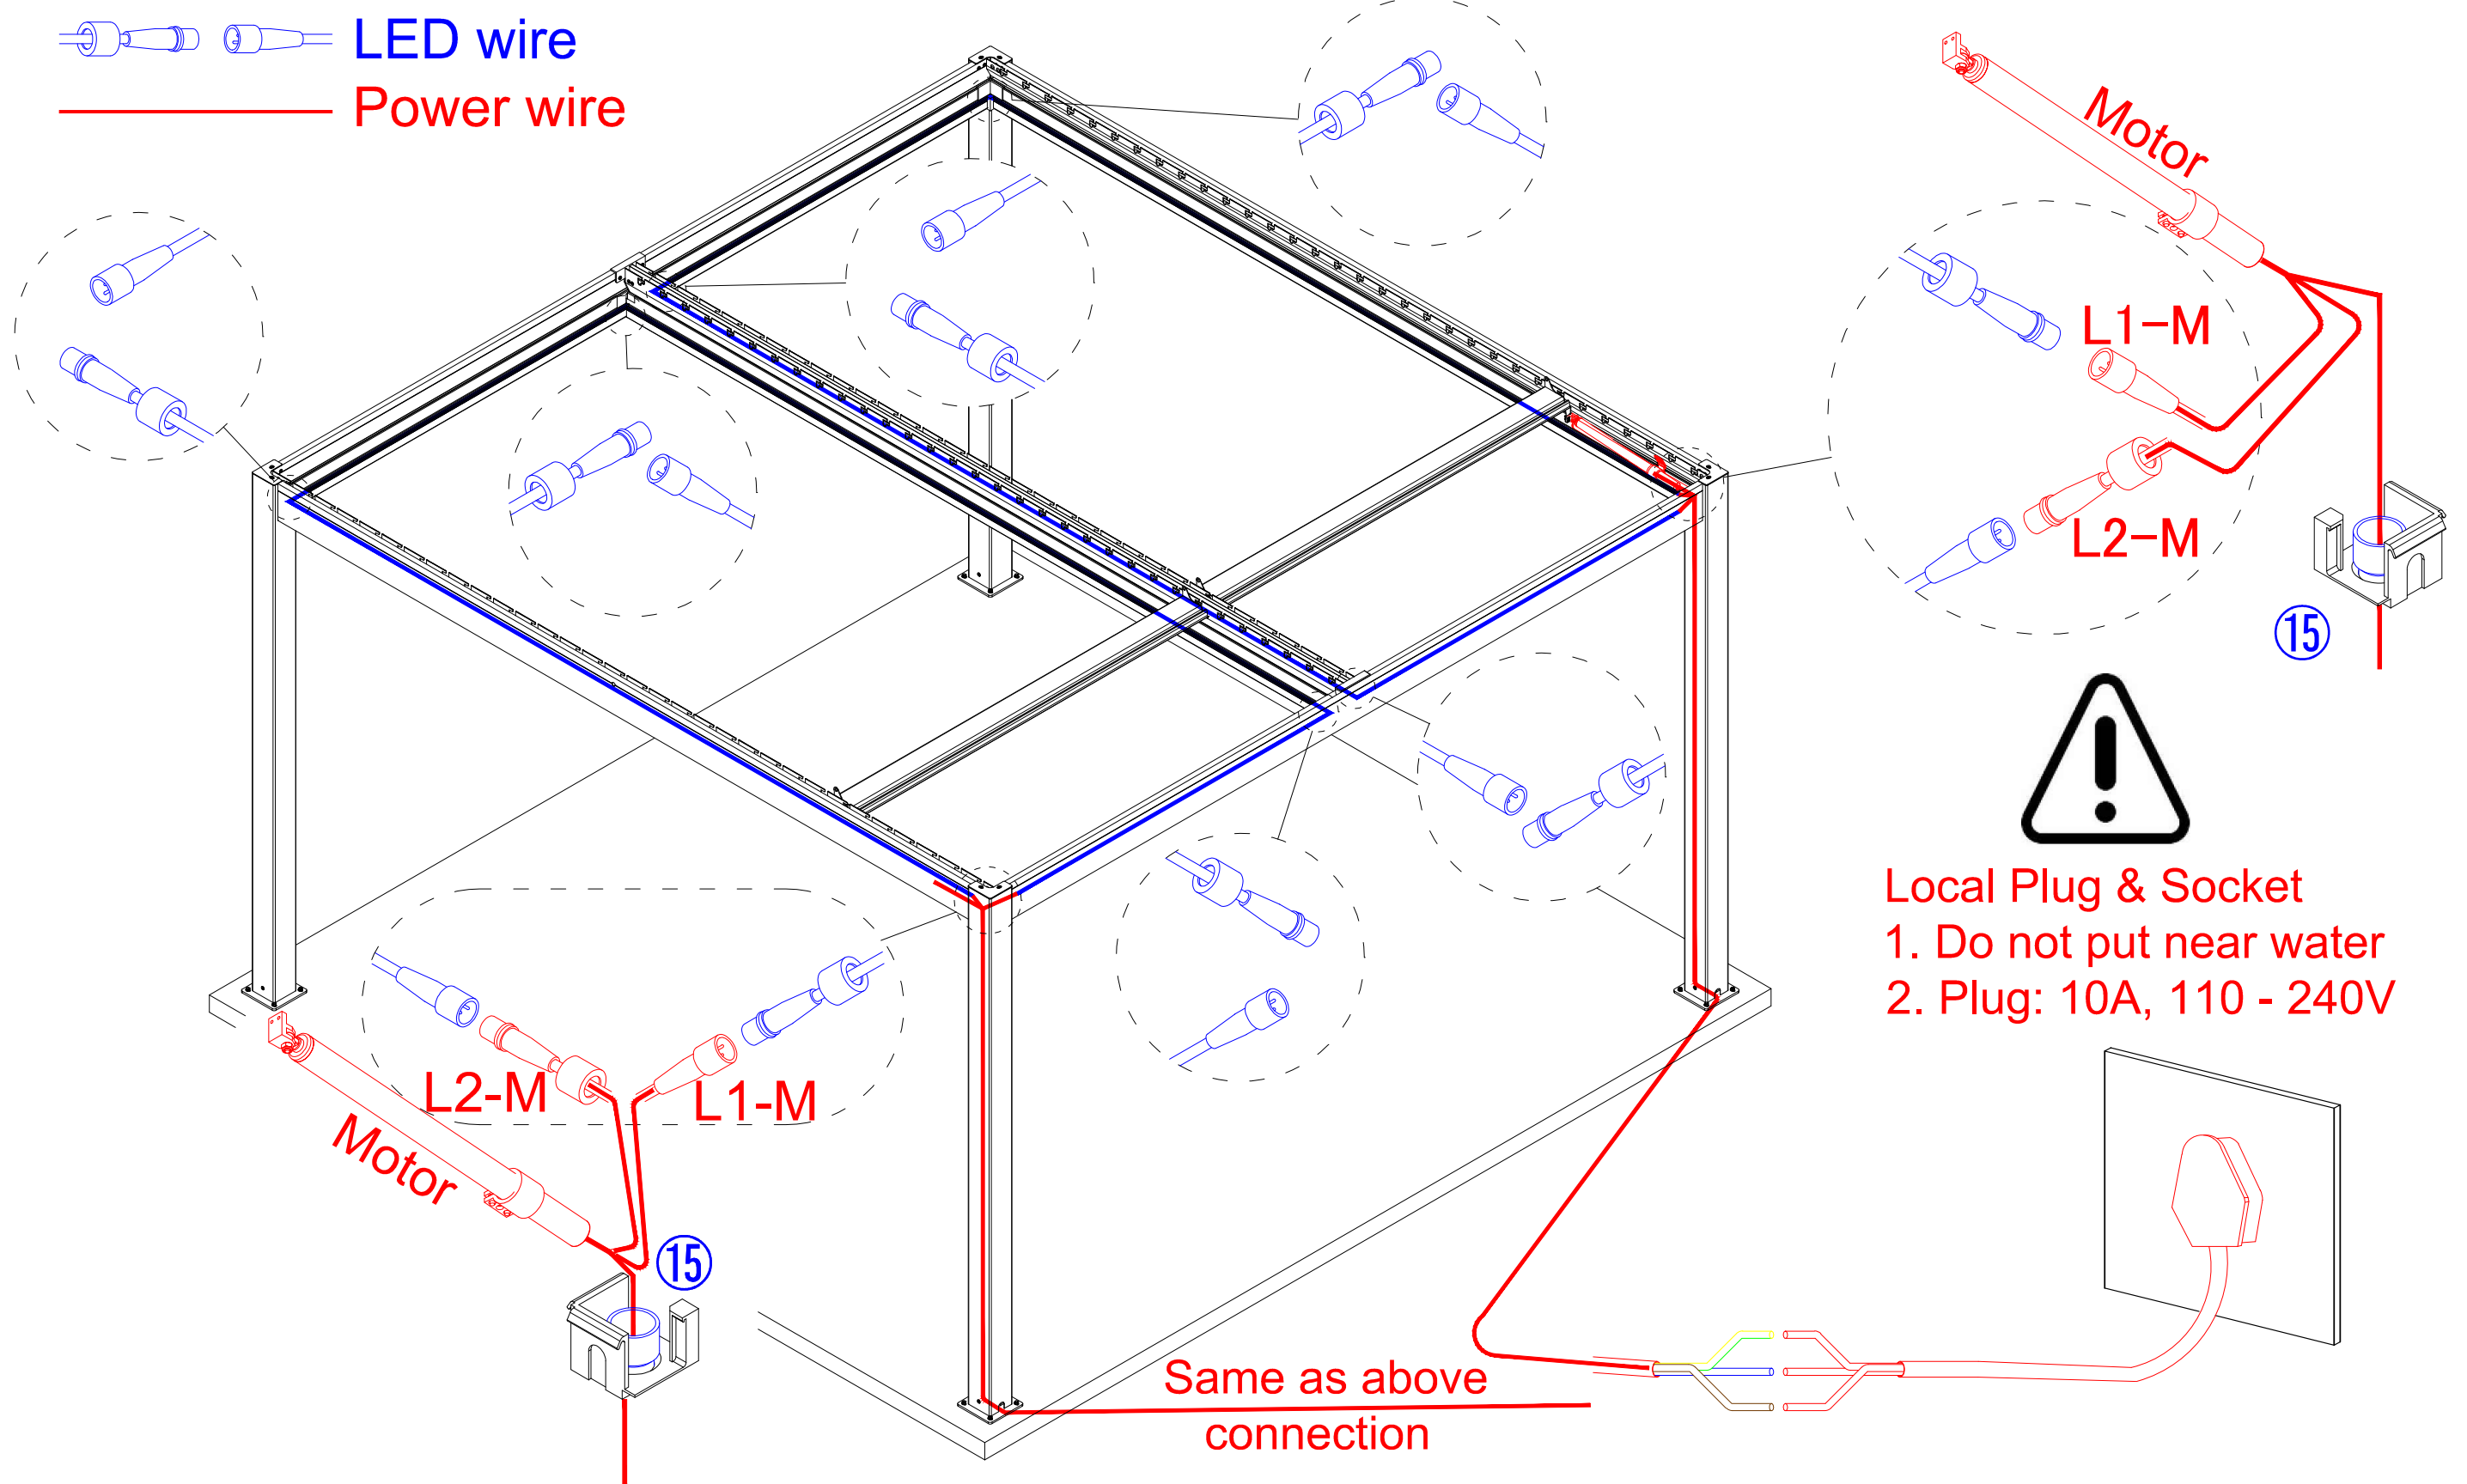 LED wire
Power wire
Motor
L1-M
L2-M
⑮
Local Plug & Socket
1. Do not put near water
2. Plug: 10A, 110 - 240V
L2-M
L1-M
Motor
⑮
Same as above
connection